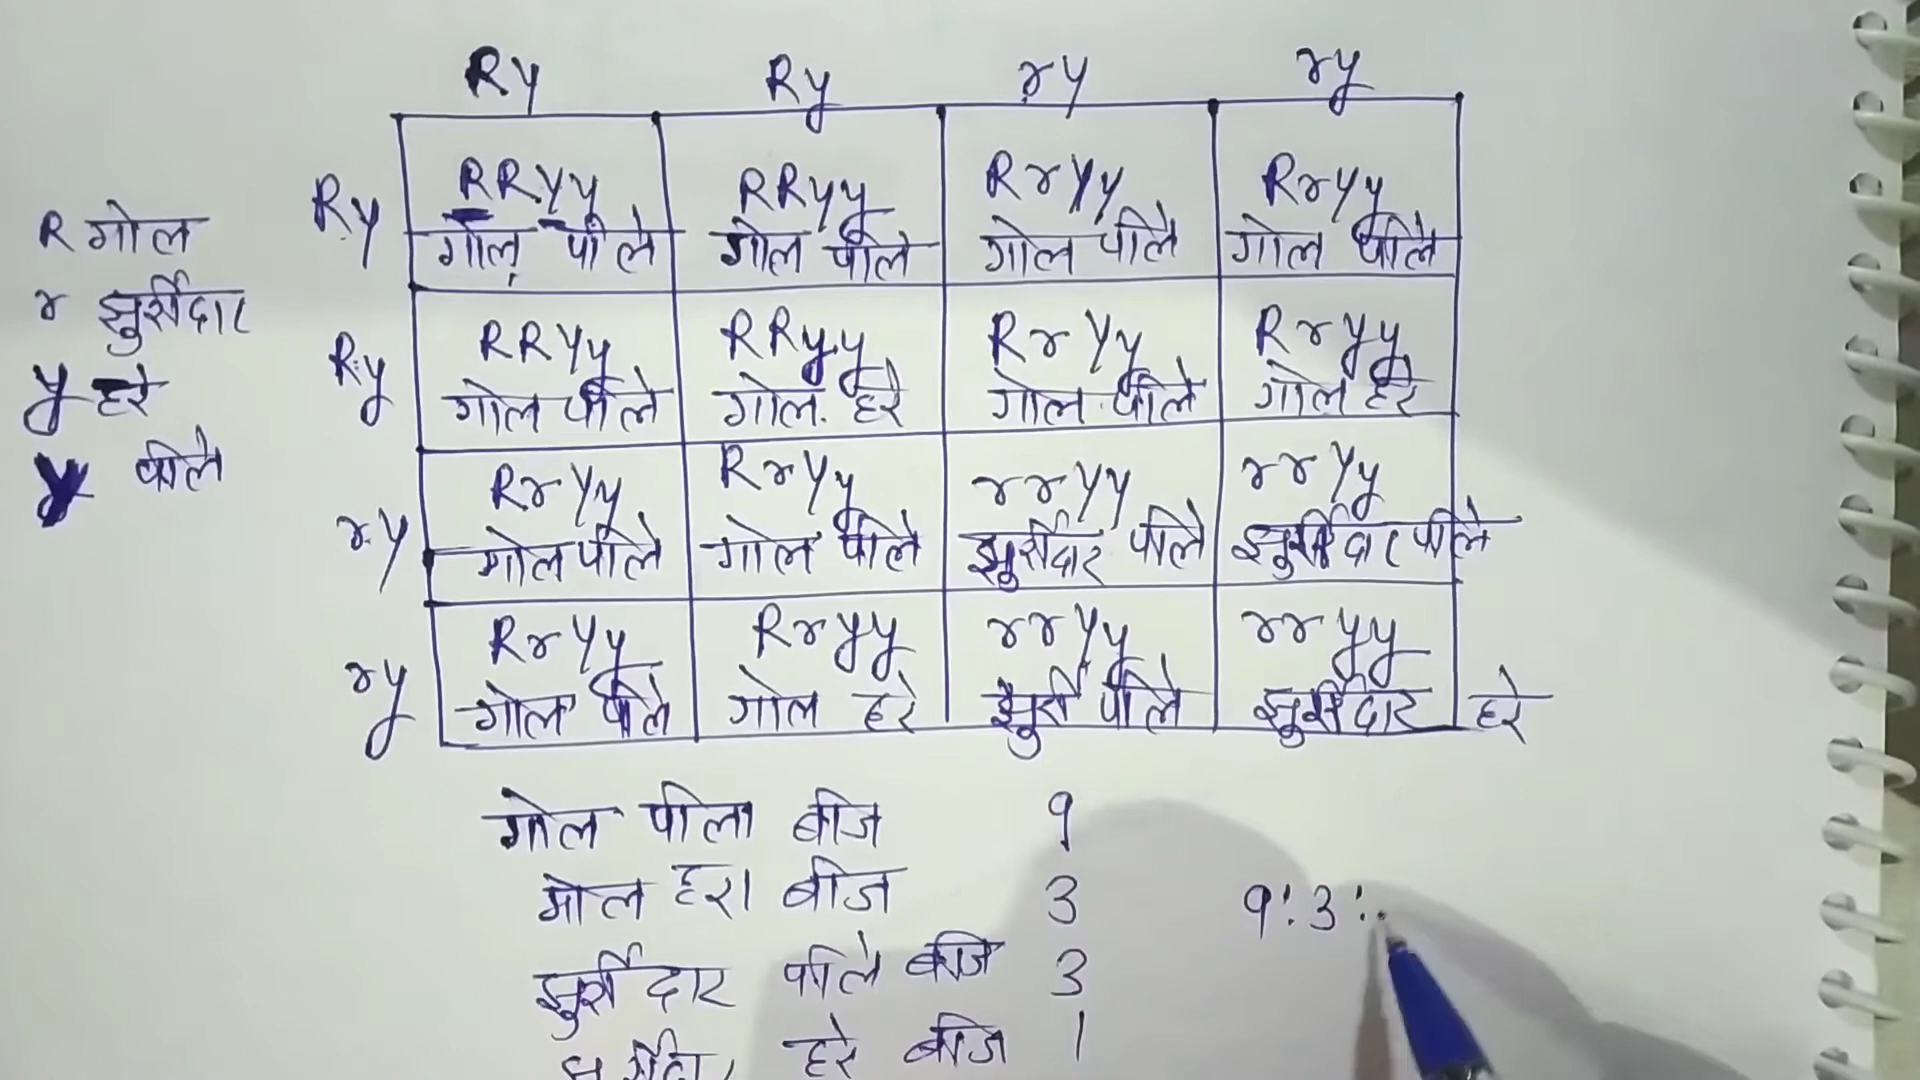 RY Ry rY ry
RY RRYY RRYy RrYY RrYy
R गोल गोल पीले गोल पीले गोल पीले गोल पीले
r झुर्रीदार
Ry RRYy RRyy RrYy Rryy
y हरे गोल पीले गोल हरे गोल पीले गोल हरे
Y पीले
rY RrYy RrYy rrYY rrYy
गोल पीले गोल पीले झुर्रीदार पीले झुर्रीदार पीले
ry RrYy Rryy rrYy rryy
गोल पीले गोल हरे झुर्री पीले झुर्रीदार हरे
गोल पीला बीज 9
गोल हरा बीज 3 9:3:
झुर्रीदार पीले बीज 3
झुर्रीदार हरे बीज 1